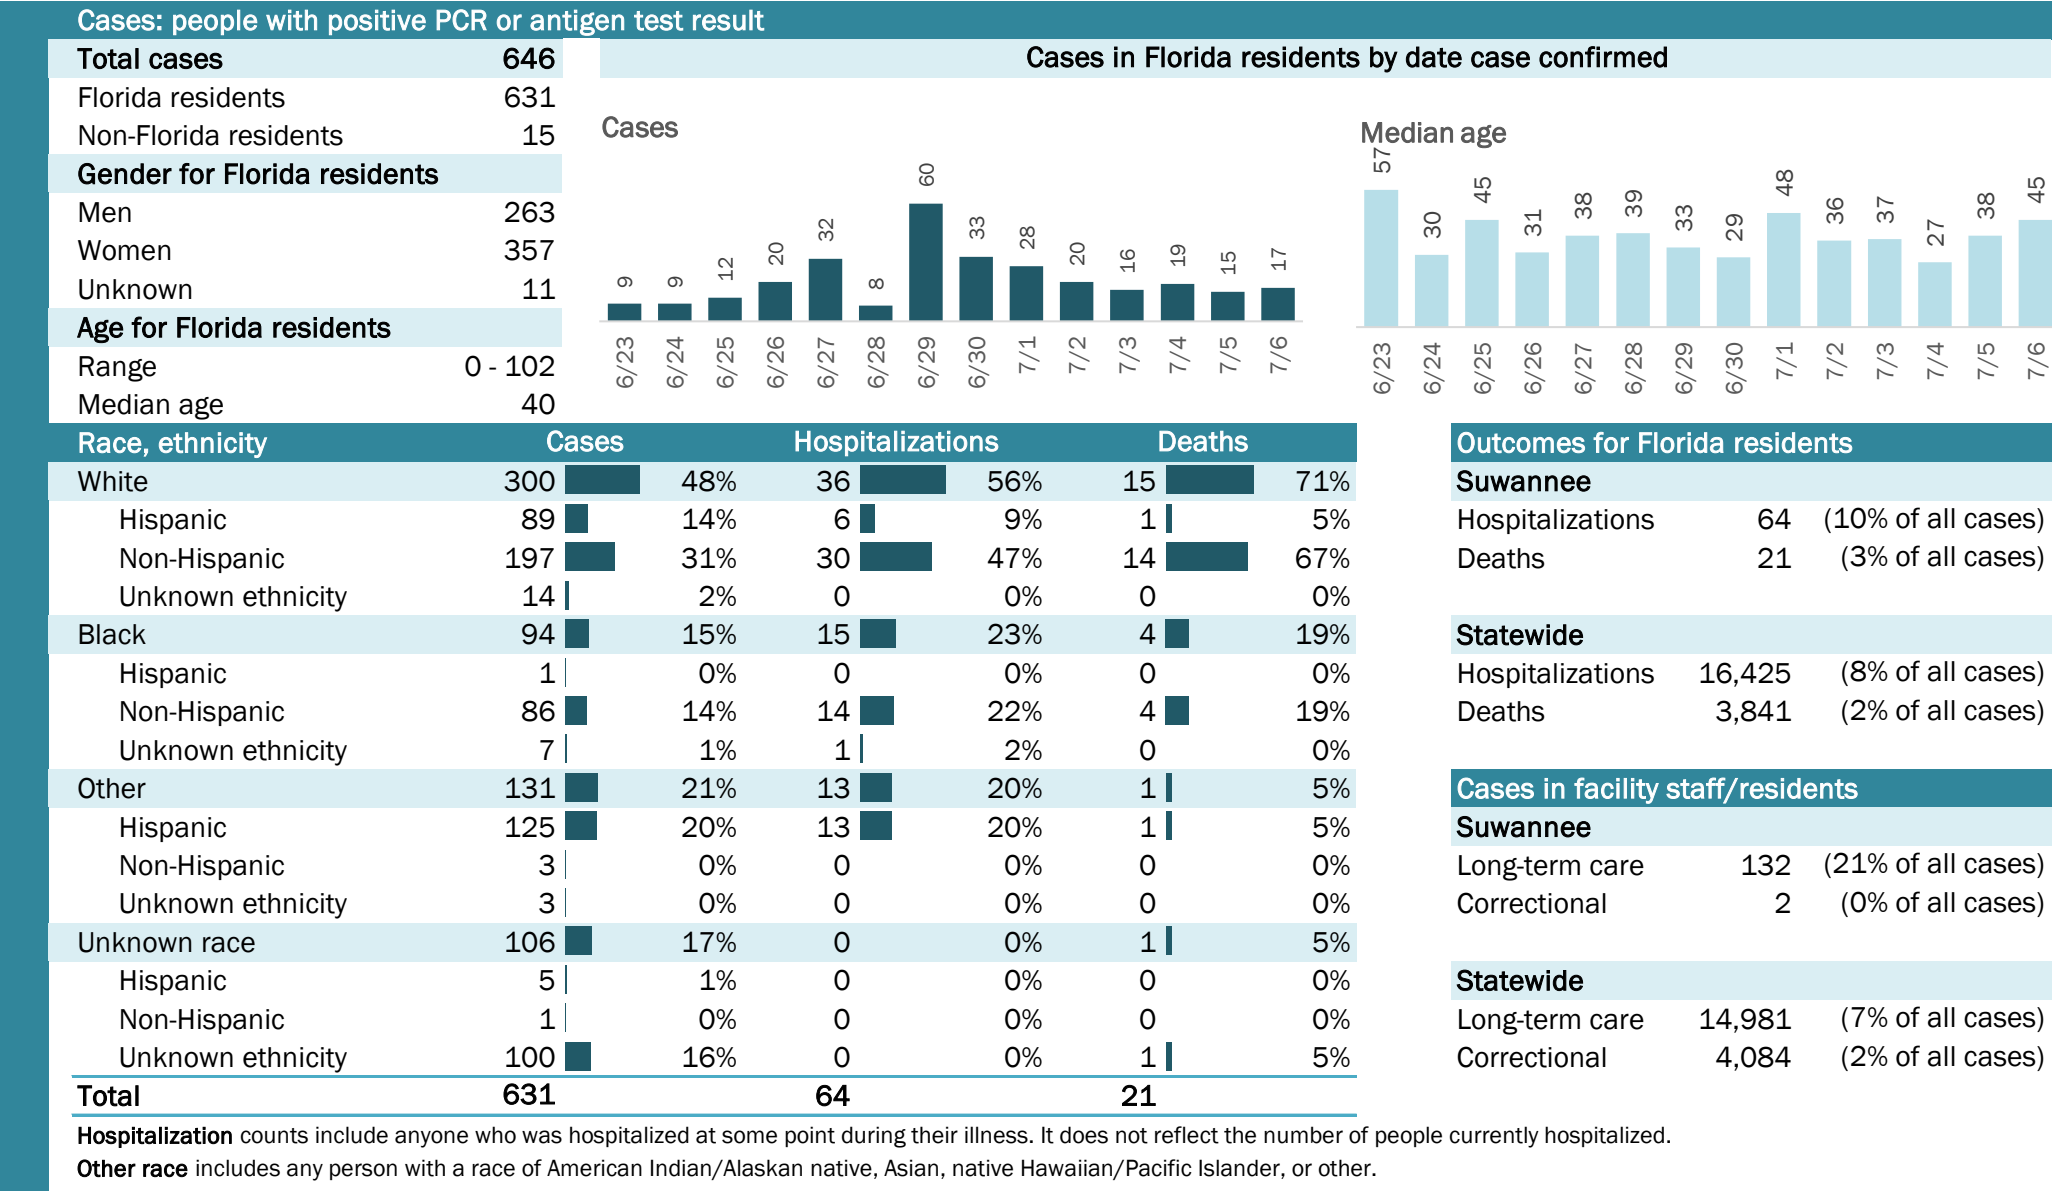 Cases: people with positive PCR or antigen test result
Total cases 646
Florida residents 631
Non-Florida residents 15
Gender for Florida residents
Men 263
Women 357
Unknown 11
Age for Florida residents
Range 0 - 102
Median age 40
Cases in Florida residents by date case confirmed
Cases
9 9 12 20 32 8 60 33 28 20 16 19 15 17
6/23 6/24 6/25 6/26 6/27 6/28 6/29 6/30 7/1 7/2 7/3 7/4 7/5 7/6
Median age
57 30 45 31 38 39 33 29 48 36 37 27 38 45
6/23 6/24 6/25 6/26 6/27 6/28 6/29 6/30 7/1 7/2 7/3 7/4 7/5 7/6
Race, ethnicity Cases Hospitalizations Deaths
White 300 48% 36 56% 15 71%
Hispanic 89 14% 6 9% 1 5%
Non-Hispanic 197 31% 30 47% 14 67%
Unknown ethnicity 14 2% 0 0% 0 0%
Black 94 15% 15 23% 4 19%
Hispanic 1 0% 0 0% 0 0%
Non-Hispanic 86 14% 14 22% 4 19%
Unknown ethnicity 7 1% 1 2% 0 0%
Other 131 21% 13 20% 1 5%
Hispanic 125 20% 13 20% 1 5%
Non-Hispanic 3 0% 0 0% 0 0%
Unknown ethnicity 3 0% 0 0% 0 0%
Unknown race 106 17% 0 0% 1 5%
Hispanic 5 1% 0 0% 0 0%
Non-Hispanic 1 0% 0 0% 0 0%
Unknown ethnicity 100 16% 0 0% 1 5%
Total 631 64 21
Outcomes for Florida residents
Suwannee
Hospitalizations 64 (10% of all cases)
Deaths 21 (3% of all cases)
Statewide
Hospitalizations 16,425 (8% of all cases)
Deaths 3,841 (2% of all cases)
Cases in facility staff/residents
Suwannee
Long-term care 132 (21% of all cases)
Correctional 2 (0% of all cases)
Statewide
Long-term care 14,981 (7% of all cases)
Correctional 4,084 (2% of all cases)
Hospitalization counts include anyone who was hospitalized at some point during their illness. It does not reflect the number of people currently hospitalized.
Other race includes any person with a race of American Indian/Alaskan native, Asian, native Hawaiian/Pacific Islander, or other.